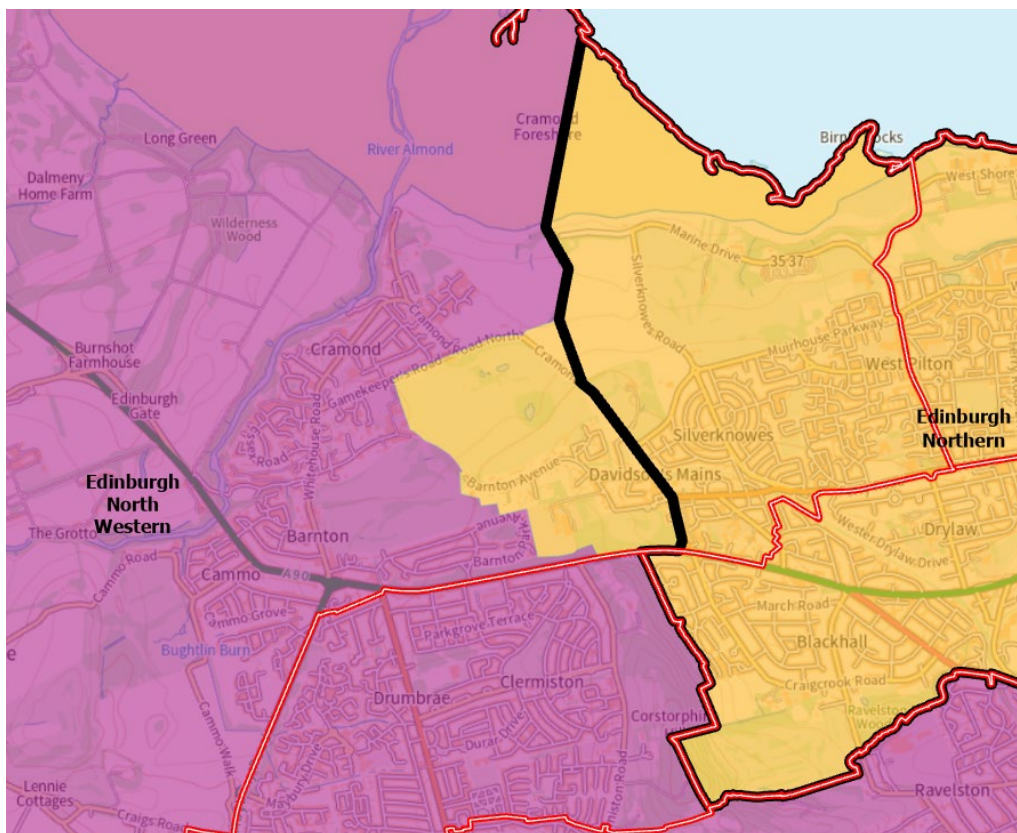 Cramond
Foreshore
Long Green
River Almond
Birnie Rocks
Dalmeny
Home Farm
West Shore
Wilderness
Wood
Marine Drive
35·37
Silverknowes Road
Cramond Road North
Muirhouse Parkway
Burnshot
Farmhouse
Cramond
Gamekeeper's Road
West Pilton
Edinburgh
Gate
Whitehouse Road
Edinburgh
Northern
Silverknowes
Road
Davidson's Mains
Barnton Avenue
Edinburgh
North
Western
The Grotto
Barnton
Barnton Park
Avenue
Drylaw
Wester Drylaw Drive
Cammo Road
Cammo
A90
Cammo Grove
March Road
Parkgrove Terrace
Blackhall
Bughtlin Burn
Clermiston
Craigcrook Road
Drumbrae
Corstorphin
Ravelston
Cammo Walk
Durar Drive
Lennie
Cottages
Craigs Road
Ravelston